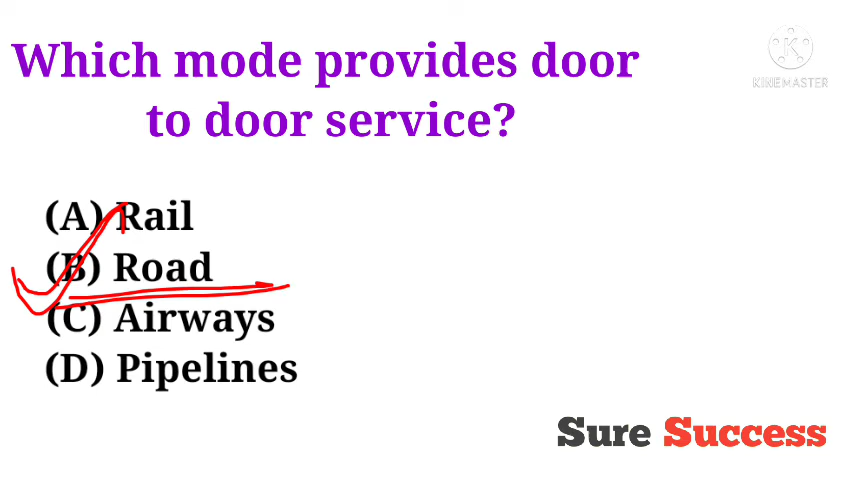 Which mode provides door
to door service?
KINEMASTER
(A) Rail
(B) Road
(C) Airways
(D) Pipelines
Sure Success